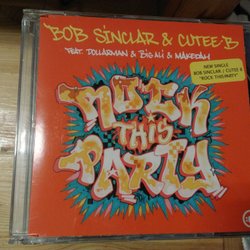 BOB SINCLAR & CUTEE-B
FEAT. DOLLARMAN & BIG ALI & MAKEDAH
NEW SINGLE
BOB SINCLAR / CUTEE B
"ROCK THIS PARTY"
ROCK
THIS
PARTY